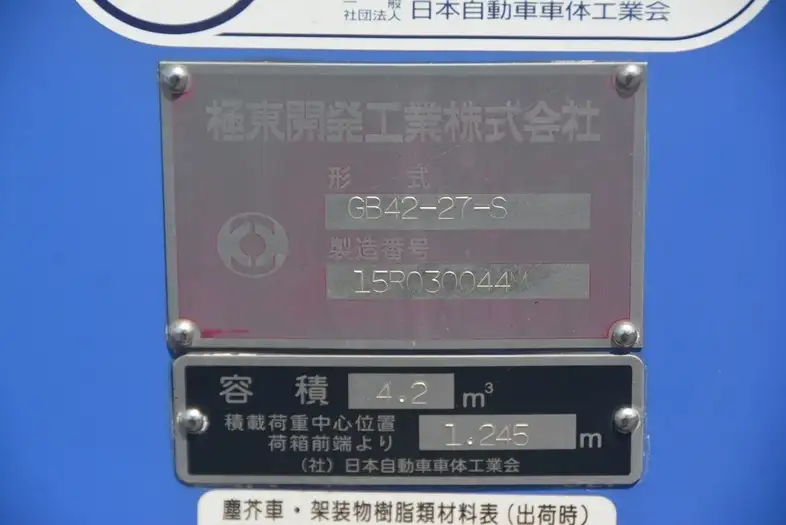 一般
社団法人 日本自動車車体工業会
極東開発工業株式会社
形 式
GB42-27-S
製造番号
15R030044M
容 積 4.2 m³
積載荷重中心位置
荷箱前端より 1.245 m
(社)日本自動車車体工業会
塵芥車・架装物樹脂類材料表(出荷時)